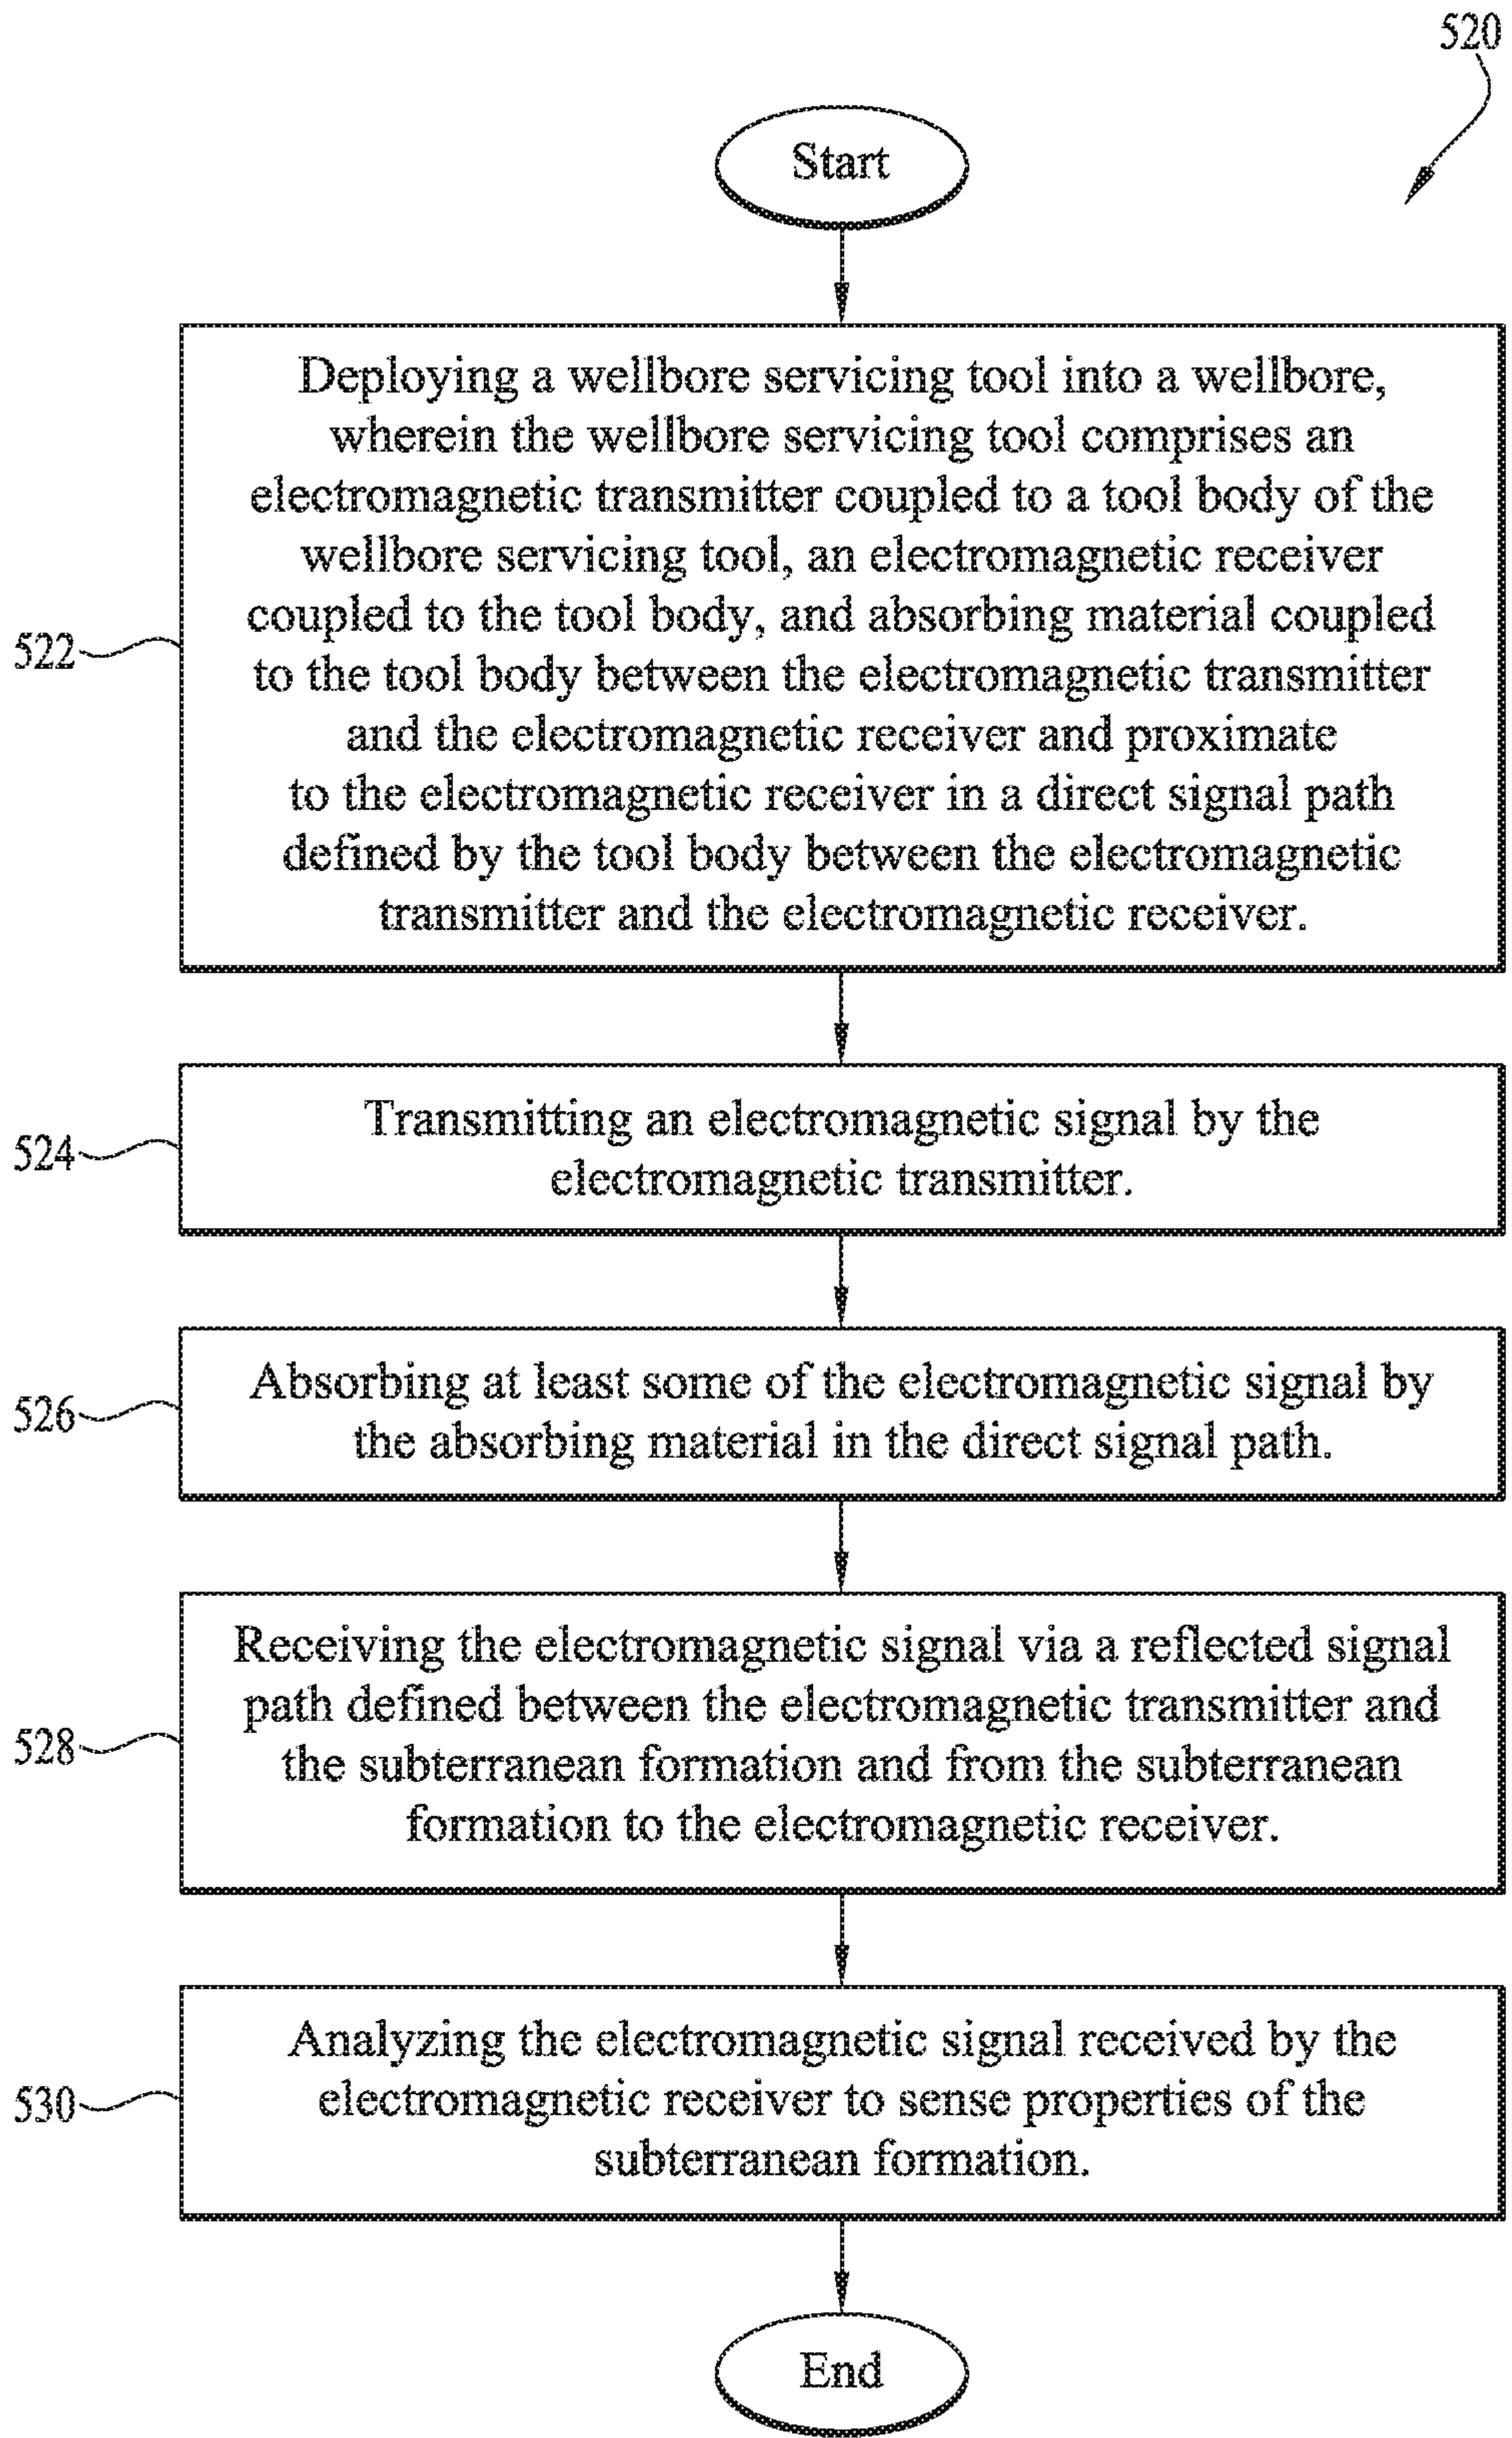 520
Start
Deploying a wellbore servicing tool into a wellbore,
wherein the wellbore servicing tool comprises an
electromagnetic transmitter coupled to a tool body of the
wellbore servicing tool, an electromagnetic receiver
coupled to the tool body, and absorbing material coupled
to the tool body between the electromagnetic transmitter
and the electromagnetic receiver and proximate
to the electromagnetic receiver in a direct signal path
defined by the tool body between the electromagnetic
transmitter and the electromagnetic receiver.
522
Transmitting an electromagnetic signal by the
electromagnetic transmitter.
524
Absorbing at least some of the electromagnetic signal by
the absorbing material in the direct signal path.
526
Receiving the electromagnetic signal via a reflected signal
path defined between the electromagnetic transmitter and
the subterranean formation and from the subterranean
formation to the electromagnetic receiver.
528
Analyzing the electromagnetic signal received by the
electromagnetic receiver to sense properties of the
subterranean formation.
530
End